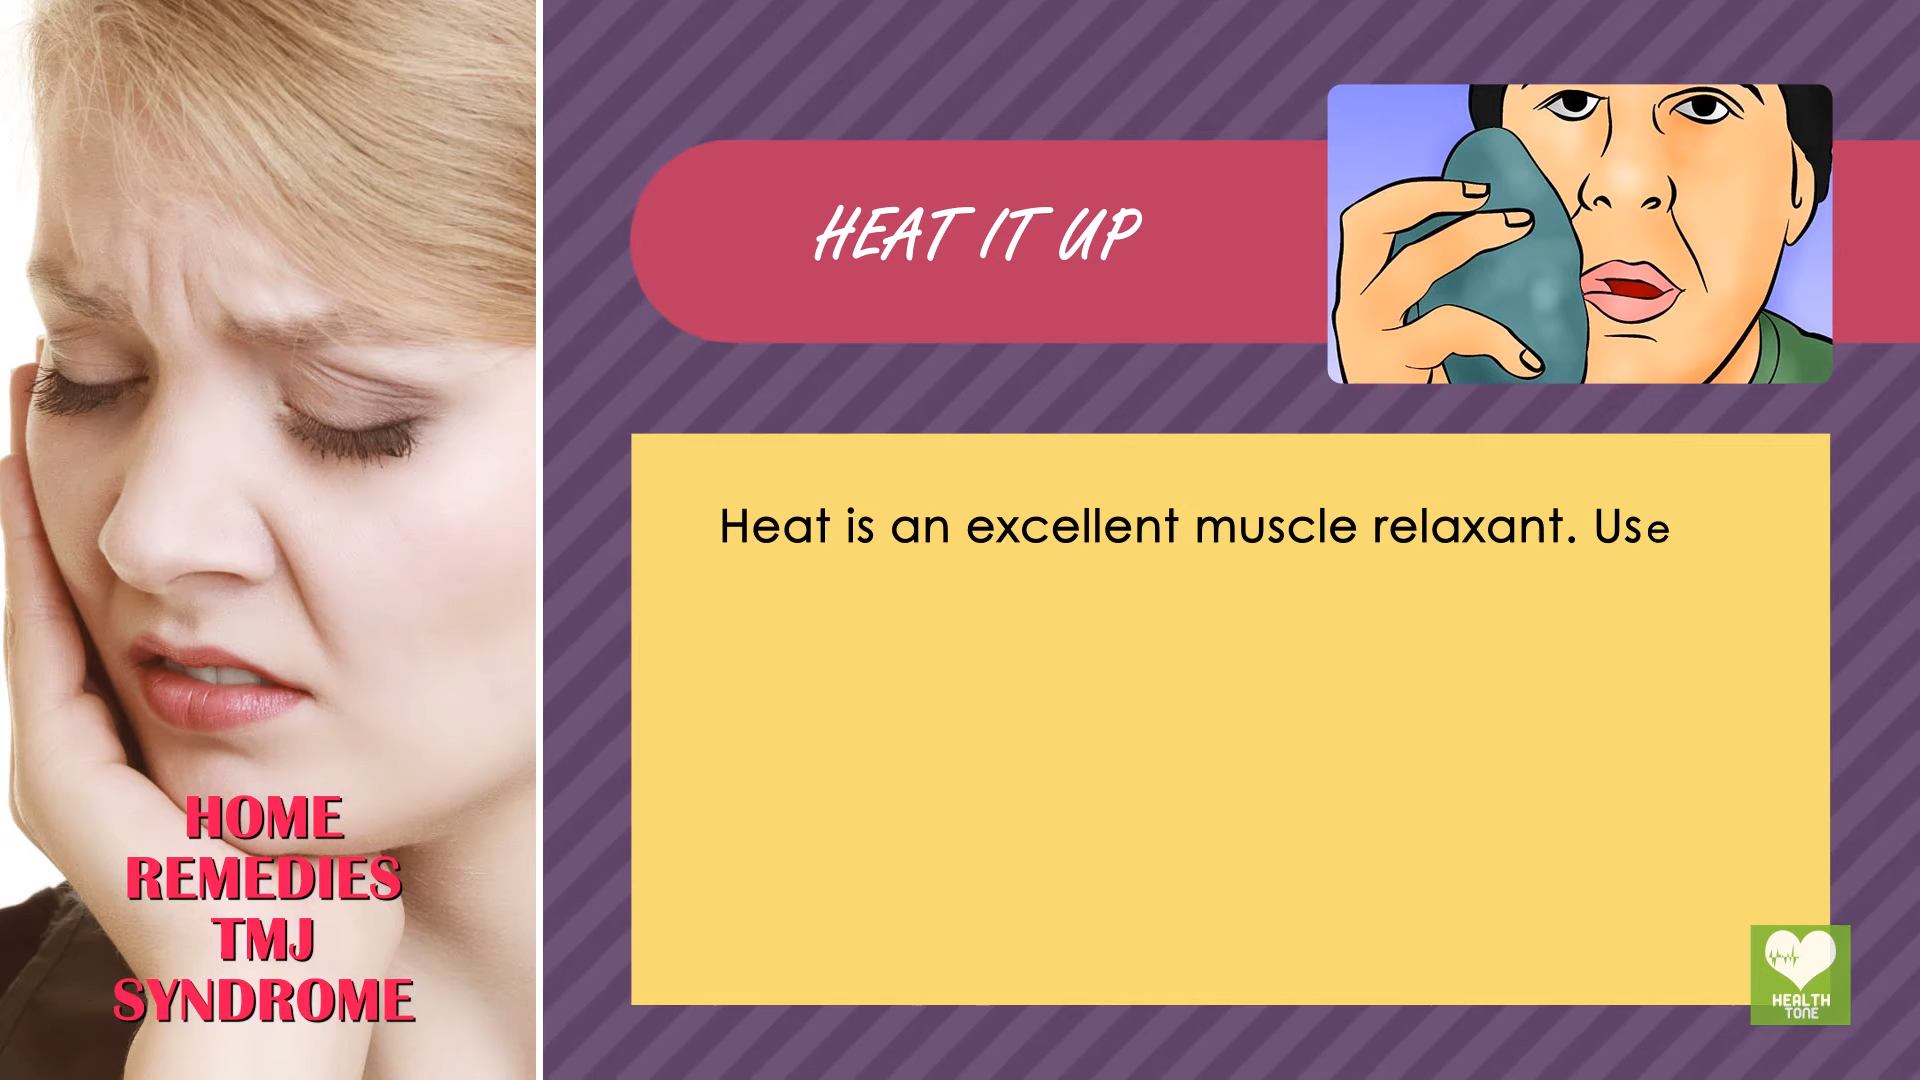 HEAT IT UP
Heat is an excellent muscle relaxant. Use
HOME
REMEDIES
TMJ
SYNDROME
HEALTH
TONE